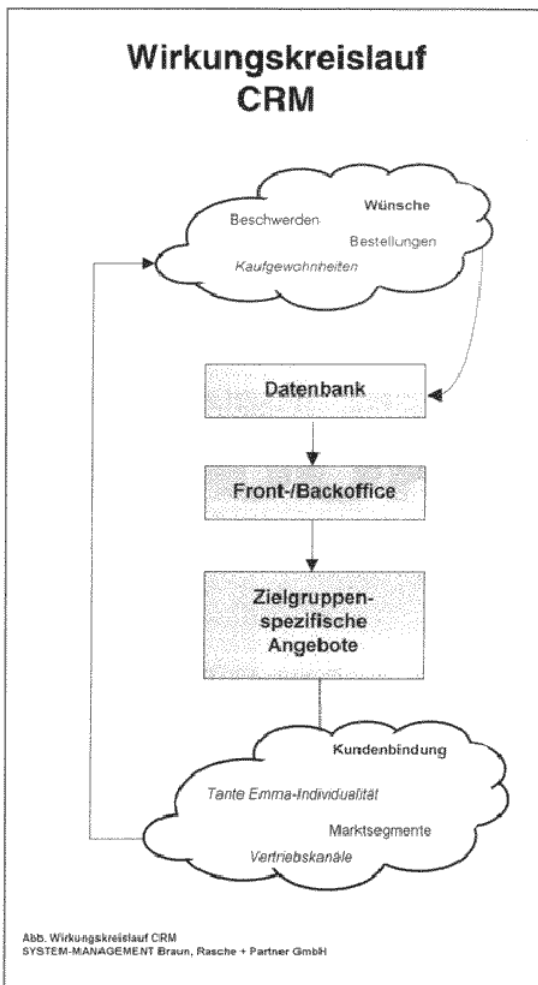 Wirkungskreislauf
CRM
Beschwerden
Wünsche
Bestellungen
Kaufgewohnheiten
Datenbank
Front-/Backoffice
Zielgruppen-
spezifische
Angebote
Kundenbindung
Tante Emma-Individualität
Marktsegmente
Vertriebskanäle
Abb. Wirkungskreislauf CRM
SYSTEM-MANAGEMENT Braun, Rasche + Partner GmbH